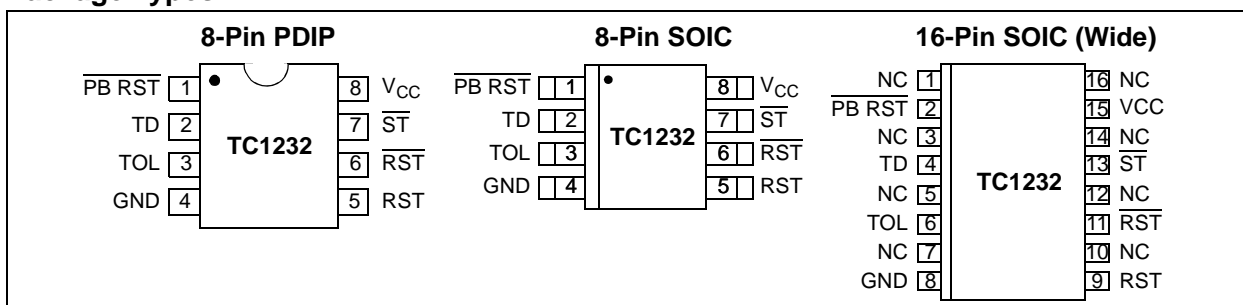 8-Pin PDIP
PB RST 1
TD 2
TOL 3
GND 4
TC1232
8 VCC
7 ST
6 RST
5 RST
8-Pin SOIC
PB RST 1
TD 2
TOL 3
GND 4
TC1232
8 VCC
7 ST
6 RST
5 RST
16-Pin SOIC (Wide)
NC 1
PB RST 2
NC 3
TD 4
NC 5
TOL 6
NC 7
GND 8
TC1232
16 NC
15 VCC
14 NC
13 ST
12 NC
11 RST
10 NC
9 RST